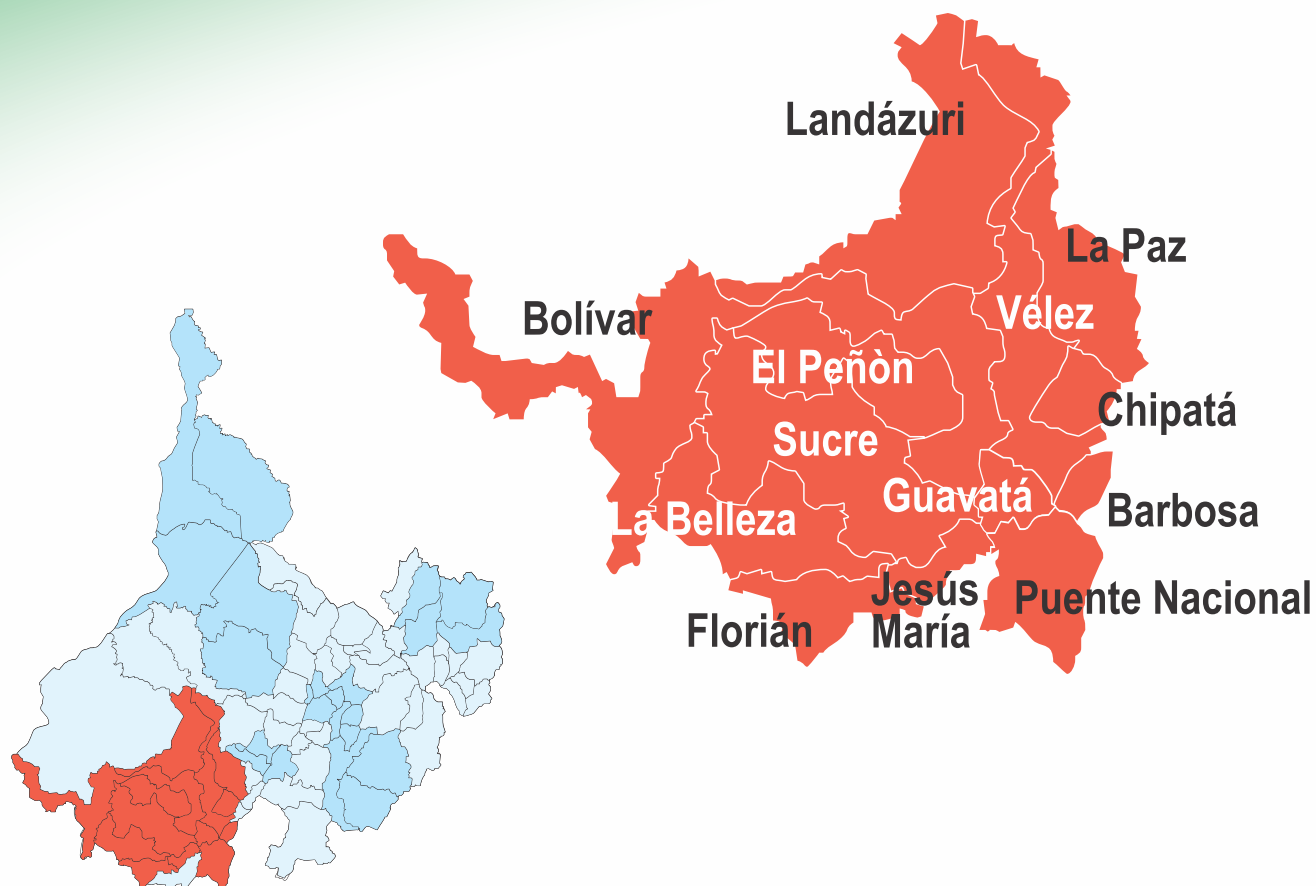 Landázuri
La Paz
Bolívar
Vélez
El Peñòn
Chipatá
Sucre
Guavatá
La Belleza
Barbosa
Jesús
María
Puente Nacional
Florián